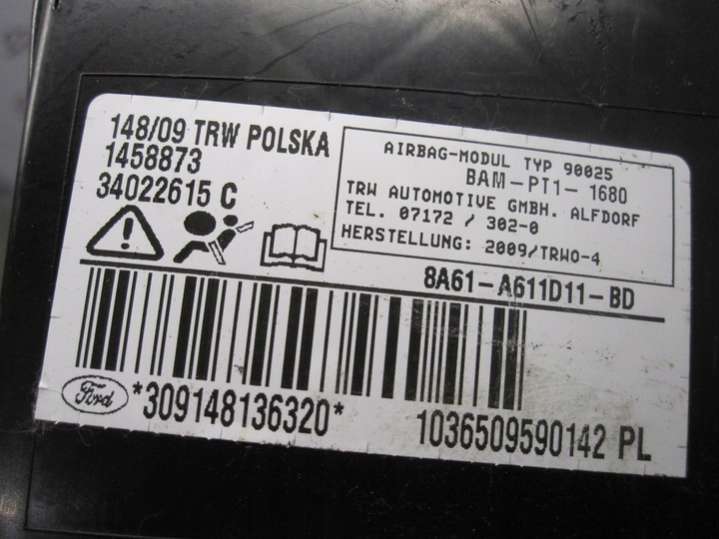 148/09 TRW POLSKA
1458873
34022615 C
AIRBAG-MODUL TYP 90025
BAM-PT1- 1680
TRW AUTOMOTIVE GMBH. ALFDORF
TEL. 07172 / 302-0
HERSTELLUNG: 2009/TRWO-4
8A61-A611D11-BD
Ford
*309148136320*
1036509590142 PL